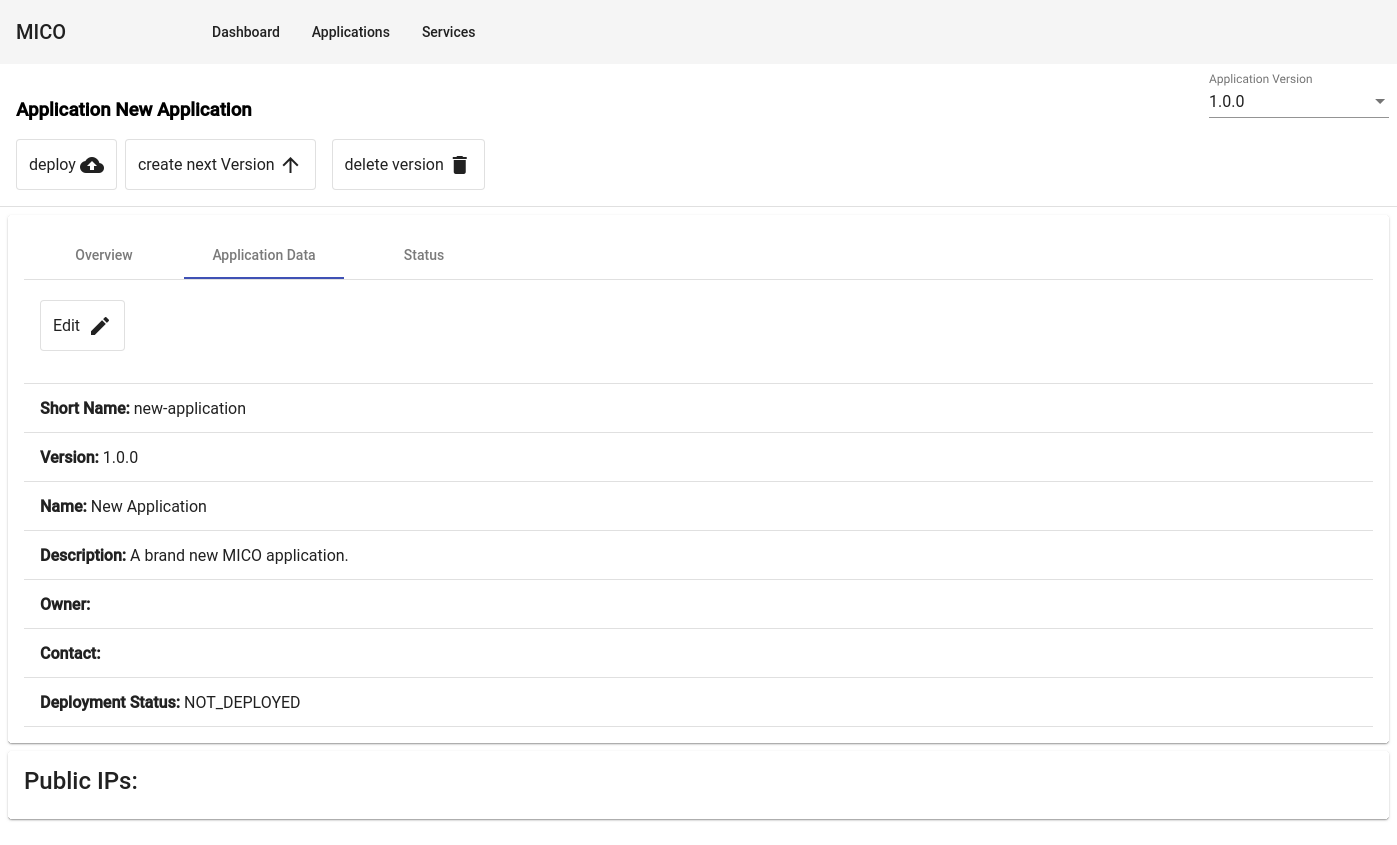 MICO Dashboard Applications Services
Application Version
Application New Application
1.0.0
deploy create next Version delete version
Overview Application Data Status
Edit
Short Name: new-application
Version: 1.0.0
Name: New Application
Description: A brand new MICO application.
Owner:
Contact:
Deployment Status: NOT_DEPLOYED
Public IPs: